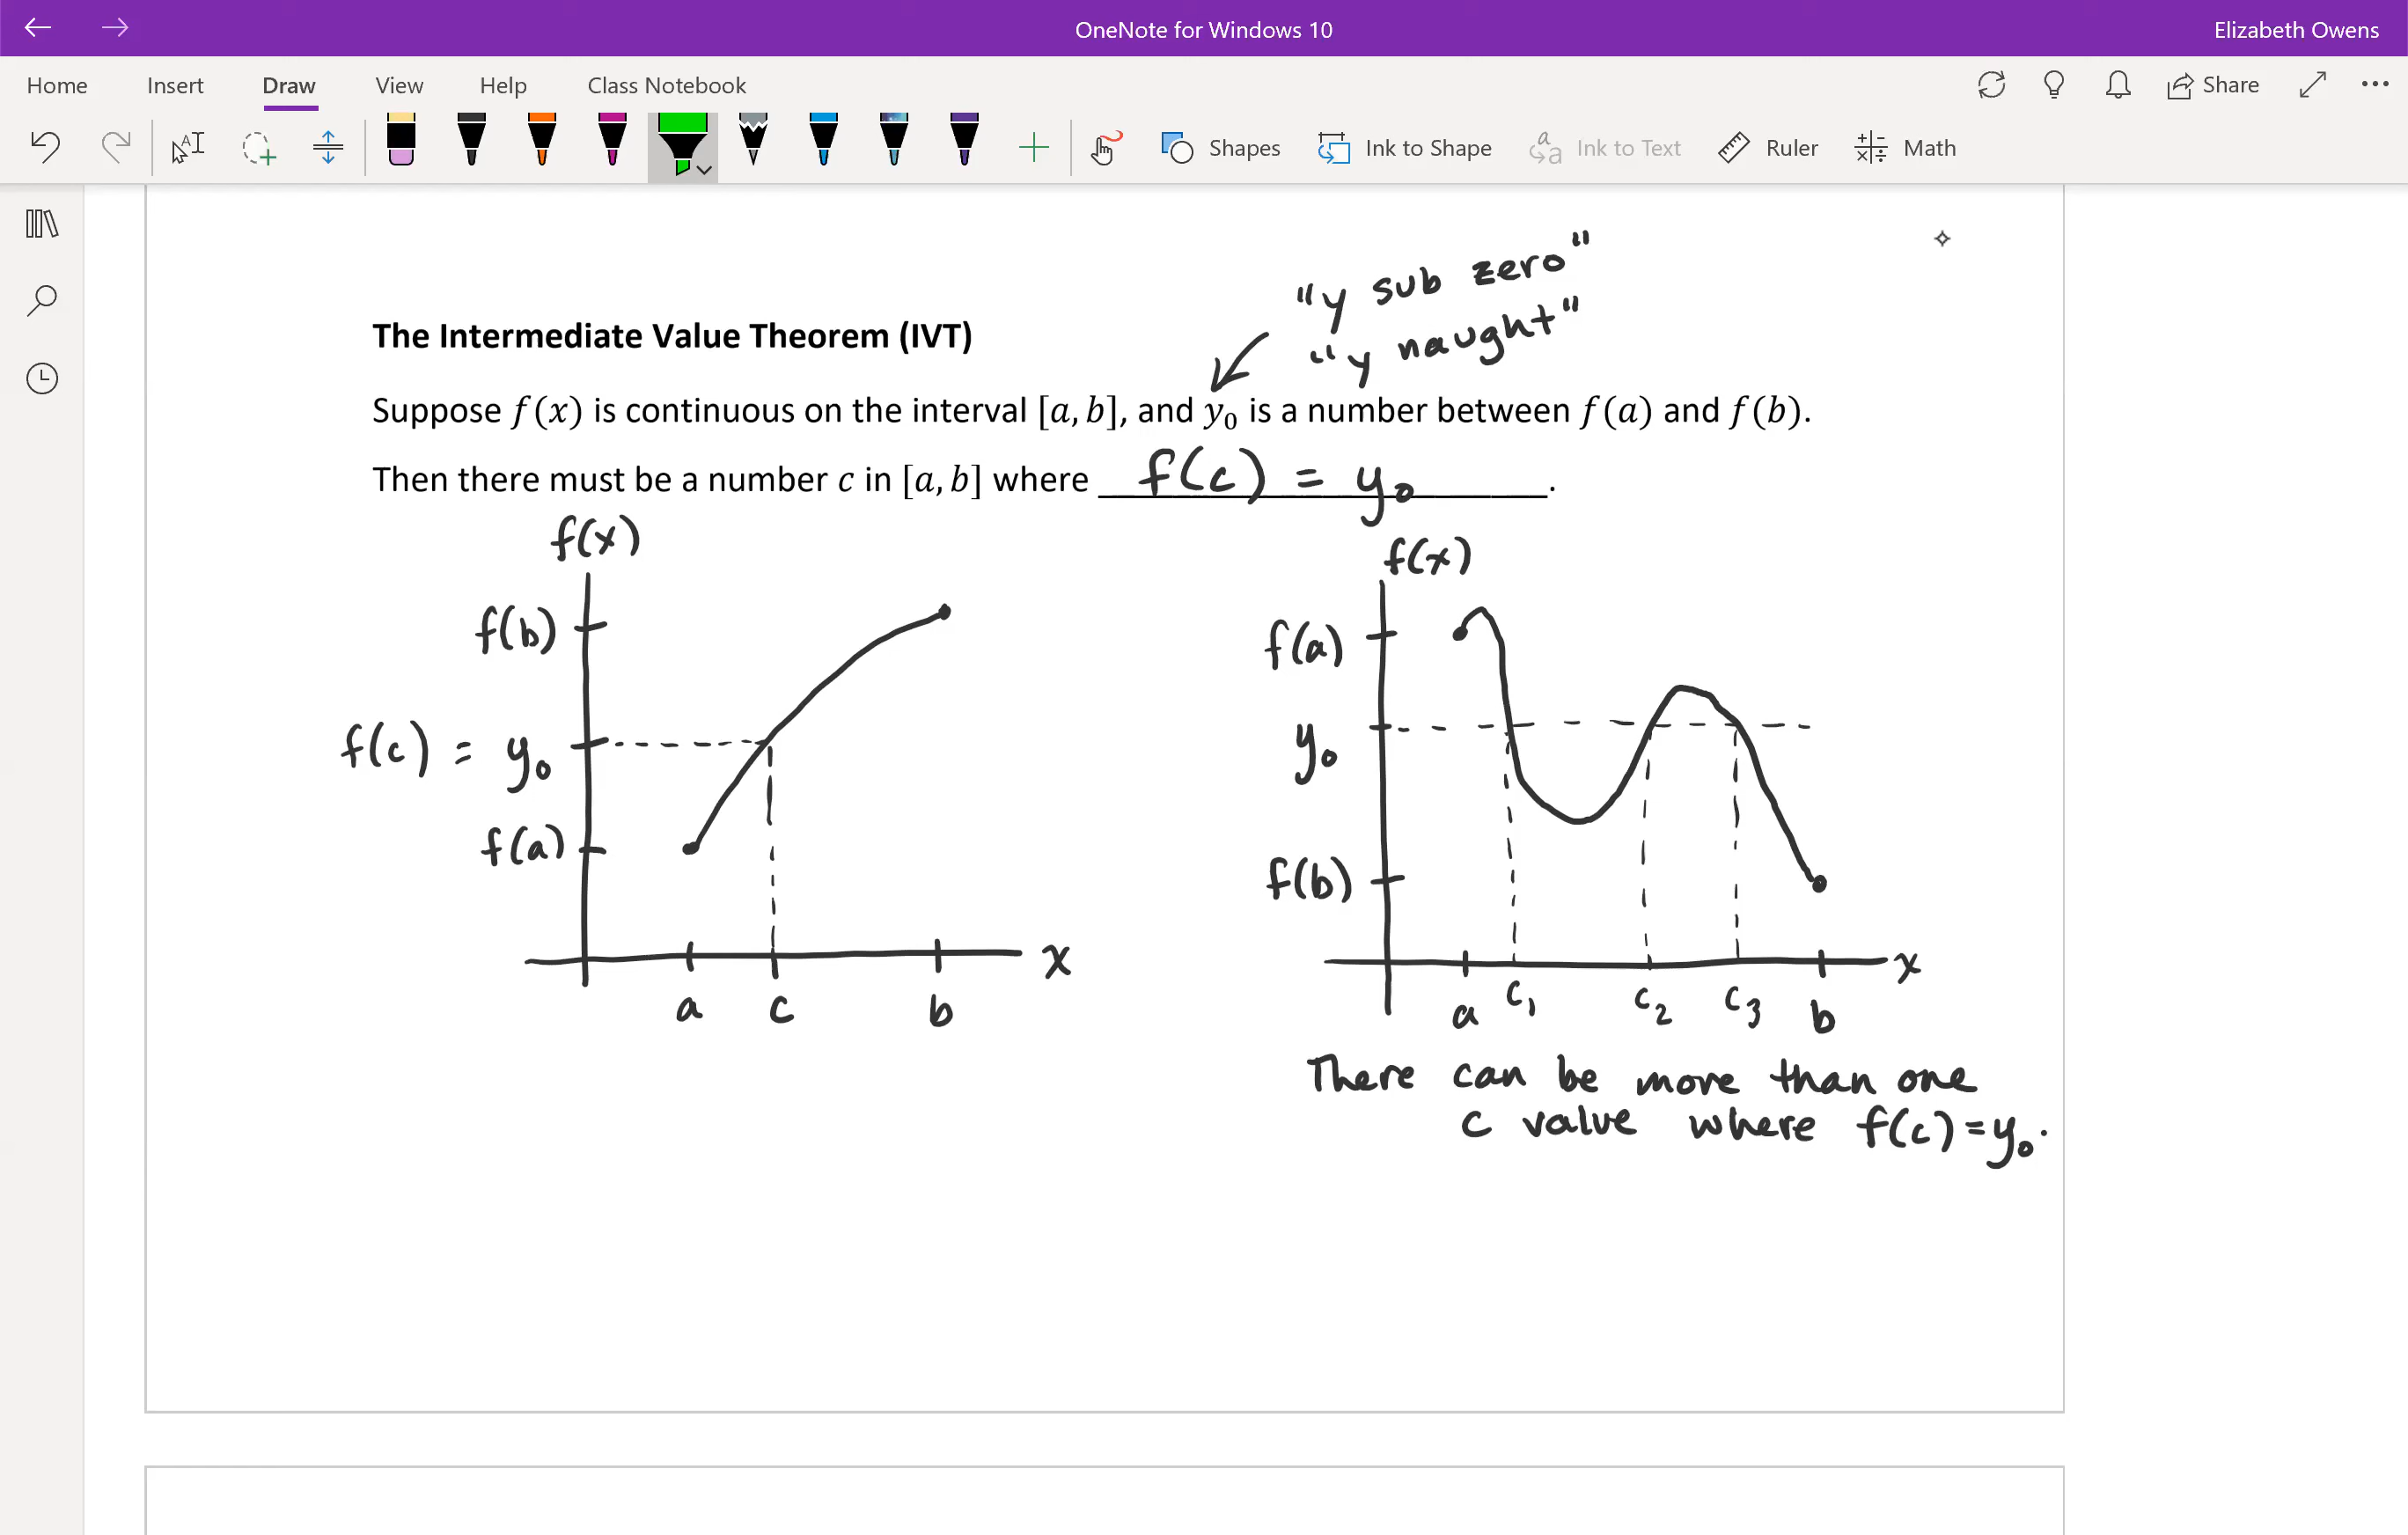 OneNote for Windows 10
Elizabeth Owens
Home Insert Draw View Help Class Notebook
Share
Shapes Ink to Shape Ink to Text Ruler Math
"y sub zero"
"y naught"
The Intermediate Value Theorem (IVT)
Suppose f(x) is continuous on the interval [a, b], and y₀ is a number between f(a) and f(b).
Then there must be a number c in [a, b] where f(c) = y₀.
f(x)
f(b)
f(c) = y₀
f(a)
x
a c b
f(x)
f(a)
y₀
f(b)
x
a c₁ c₂ c₃ b
There can be more than one
c value where f(c)=y₀.